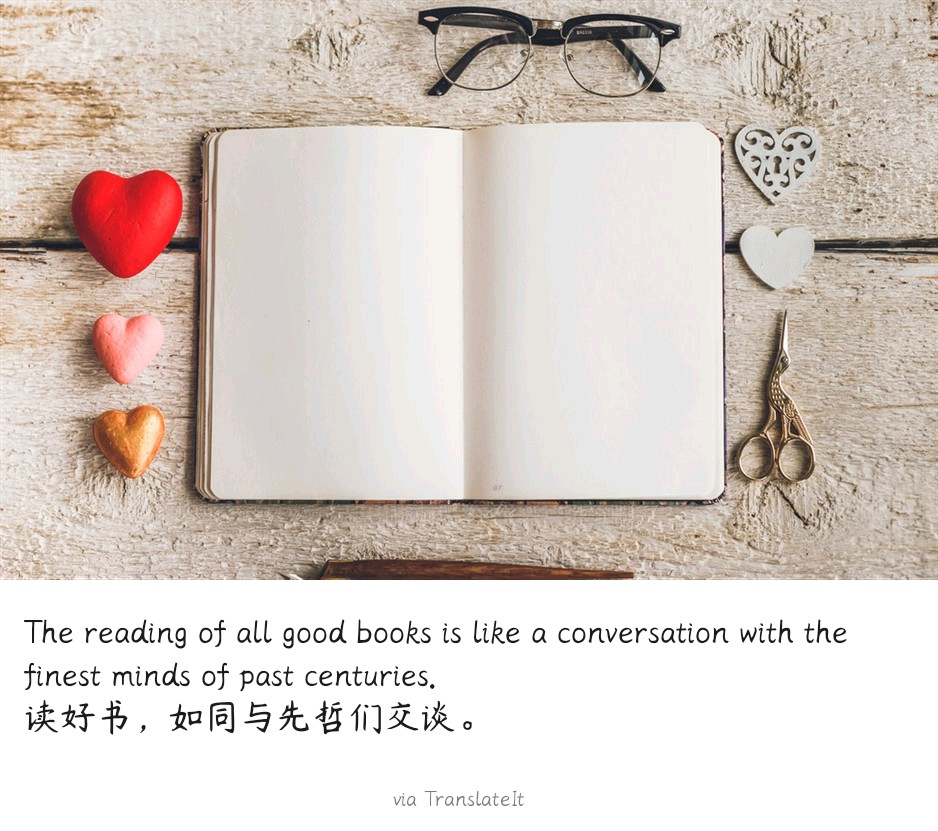 The reading of all good books is like a conversation with the
finest minds of past centuries.
读好书，如同与先哲们交谈。
via TranslateIt